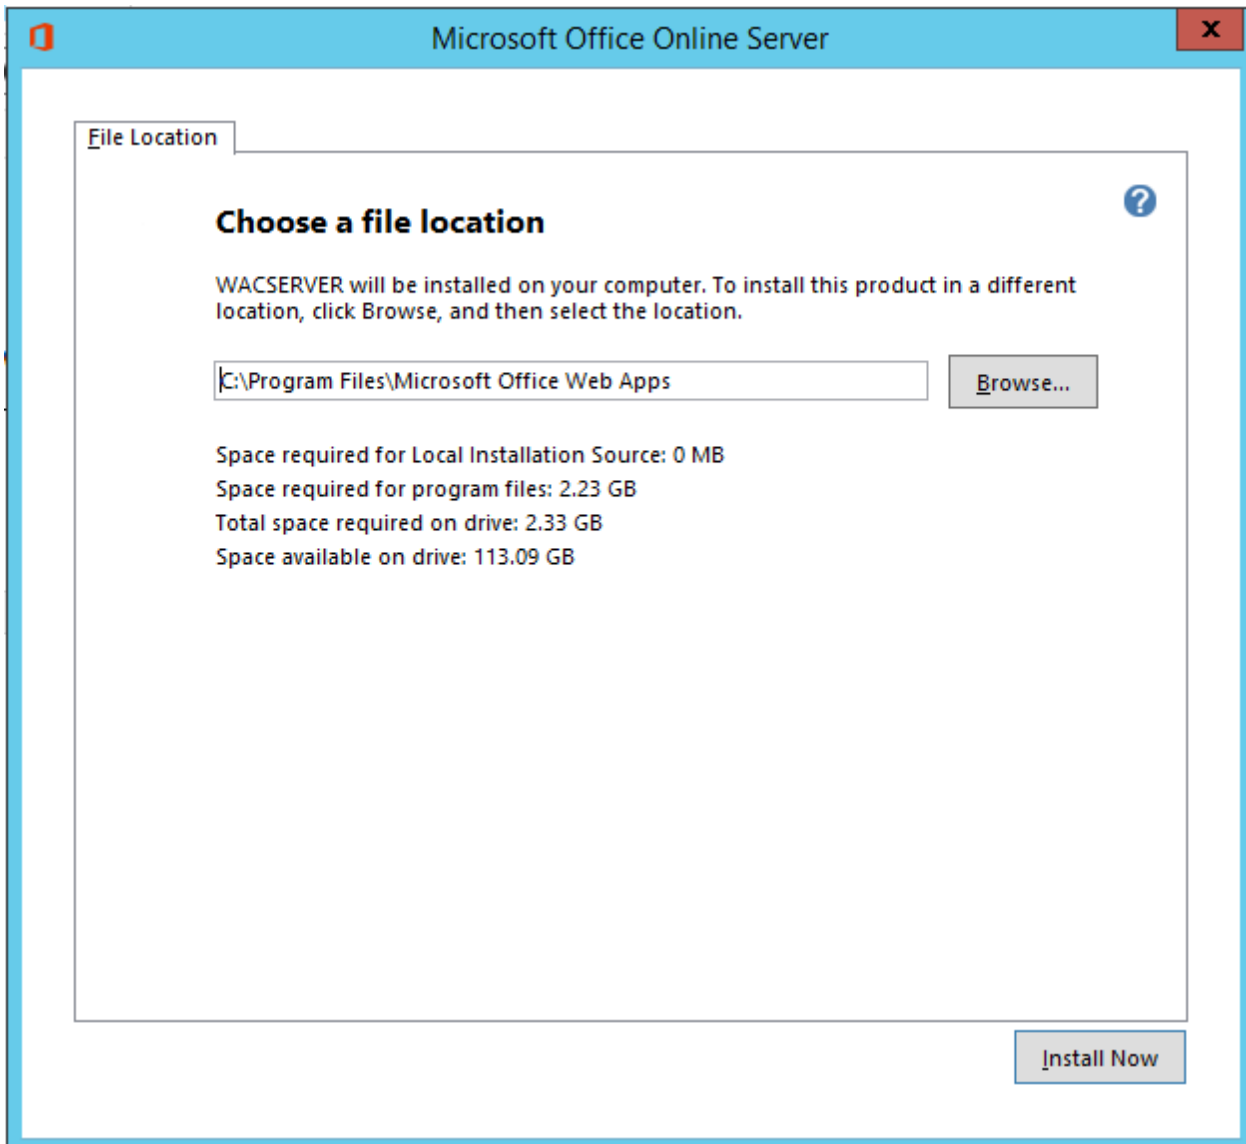 Microsoft Office Online Server
x
File Location
?
Choose a file location
WACSERVER will be installed on your computer. To install this product in a different
location, click Browse, and then select the location.
C:\Program Files\Microsoft Office Web Apps
Browse...
Space required for Local Installation Source: 0 MB
Space required for program files: 2.23 GB
Total space required on drive: 2.33 GB
Space available on drive: 113.09 GB
Install Now